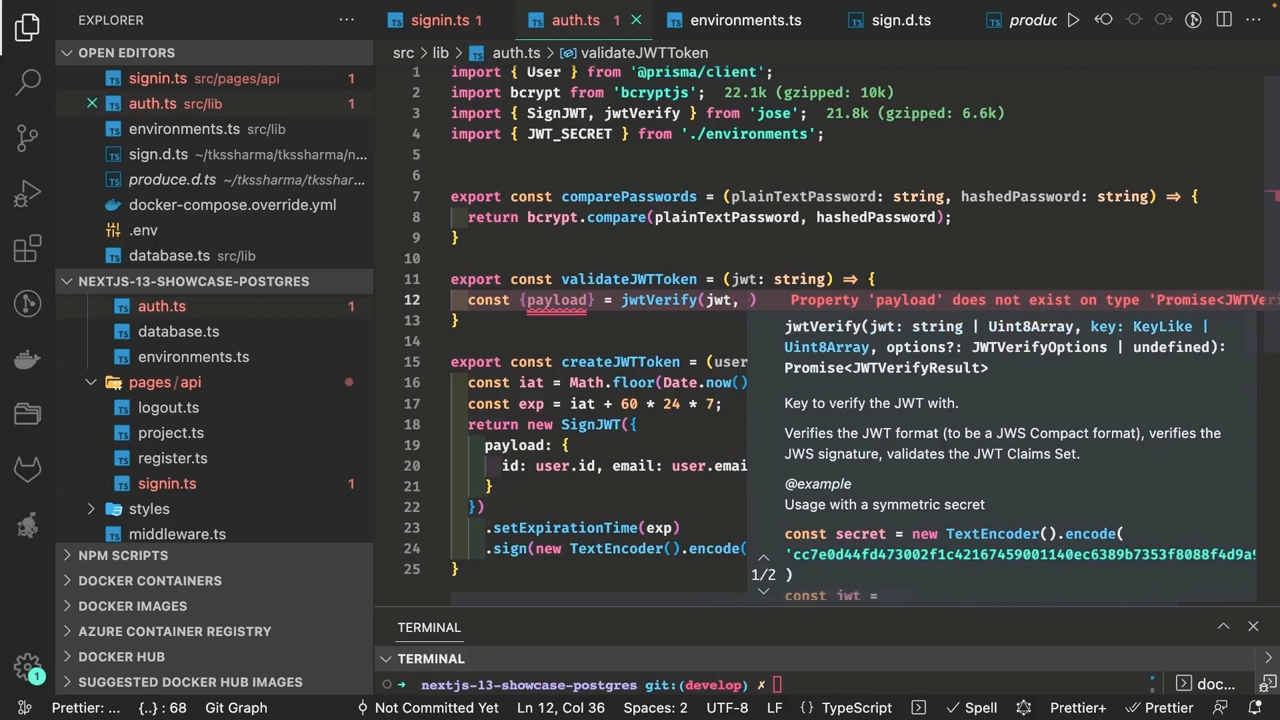 EXPLORER
OPEN EDITORS
signin.ts src/pages/api 1
auth.ts src/lib 1
environments.ts src/lib
sign.d.ts ~/tkssharma/tkssharma/n...
produce.d.ts ~/tkssharma/tksshar...
docker-compose.override.yml
.env
database.ts src/lib
NEXTJS-13-SHOWCASE-POSTGRES
auth.ts 1
database.ts
environments.ts
pages / api
logout.ts
project.ts
register.ts
signin.ts 1
styles
middleware.ts
NPM SCRIPTS
DOCKER CONTAINERS
DOCKER IMAGES
AZURE CONTAINER REGISTRY
DOCKER HUB
SUGGESTED DOCKER HUB IMAGES
signin.ts 1 auth.ts 1 environments.ts sign.d.ts produc
src > lib > auth.ts > validateJWTToken
1 import { User } from '@prisma/client';
2 import bcrypt from 'bcryptjs'; 22.1k (gzipped: 10k)
3 import { SignJWT, jwtVerify } from 'jose'; 21.8k (gzipped: 6.6k)
4 import { JWT_SECRET } from './environments';
5
6
7 export const comparePasswords = (plainTextPassword: string, hashedPassword: string) => {
8 return bcrypt.compare(plainTextPassword, hashedPassword);
9 }
10
11 export const validateJWTToken = (jwt: string) => {
12 const {payload} = jwtVerify(jwt, ) Property 'payload' does not exist on type 'Promise<JWTVer
13 }
14
15 export const createJWTToken = (user
16 const iat = Math.floor(Date.now()
17 const exp = iat + 60 * 24 * 7;
18 return new SignJWT({
19 payload: {
20 id: user.id, email: user.emai
21 }
22 })
23 .setExpirationTime(exp)
24 .sign(new TextEncoder().encode(
25 }
jwtVerify(jwt: string | Uint8Array, key: KeyLike |
Uint8Array, options?: JWTVerifyOptions | undefined):
Promise<JWTVerifyResult>
Key to verify the JWT with.
Verifies the JWT format (to be a JWS Compact format), verifies the
JWS signature, validates the JWT Claims Set.
@example
Usage with a symmetric secret
const secret = new TextEncoder().encode(
'cc7e0d44fd473002f1c42167459001140ec6389b7353f8088f4d9a9
1/2 )
const jwt =
TERMINAL
TERMINAL
nextjs-13-showcase-postgres git:(develop) ✗ doc...
1
Prettier: ... {..} : 68 Git Graph Not Committed Yet Ln 12, Col 36 Spaces: 2 UTF-8 LF {} TypeScript Spell Prettier+ Prettier